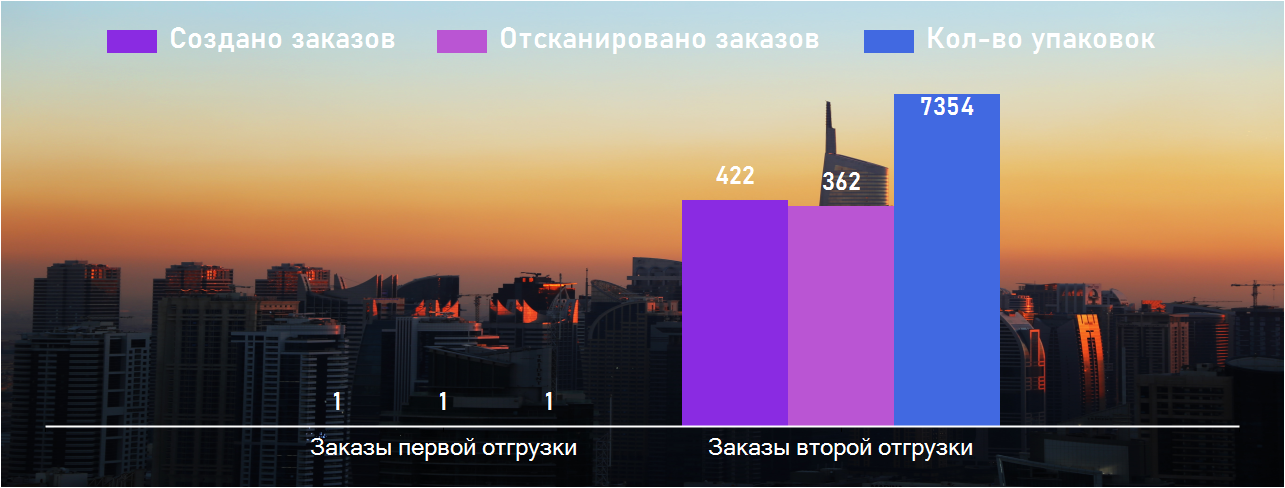 Создано заказов Отсканировано заказов Кол-во упаковок
7354
422 362
1 1 1
Заказы первой отгрузки Заказы второй отгрузки